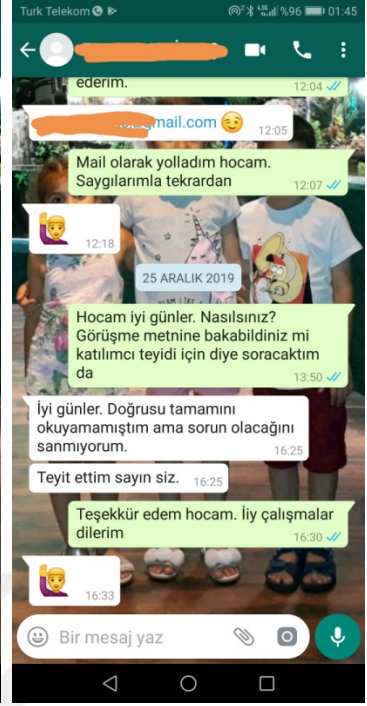 Turk Telekom %96 01:45
ederim.
12:04
mail.com 😉 12:05
Mail olarak yolladım hocam.
Saygılarımla tekrardan
12:07
12:18
25 ARALIK 2019
Hocam iyi günler. Nasılsınız?
Görüşme metnine bakabildiniz mi
katılımcı teyidi için diye soracaktım
da
13:50
İyi günler. Doğrusu tamamını
okuyamamıştım ama sorun olacağını
sanmıyorum.
16:25
Teyit ettim sayın siz. 16:25
Teşekkür edem hocam. İiy çalışmalar
dilerim
16:30
16:33
Bir mesaj yaz